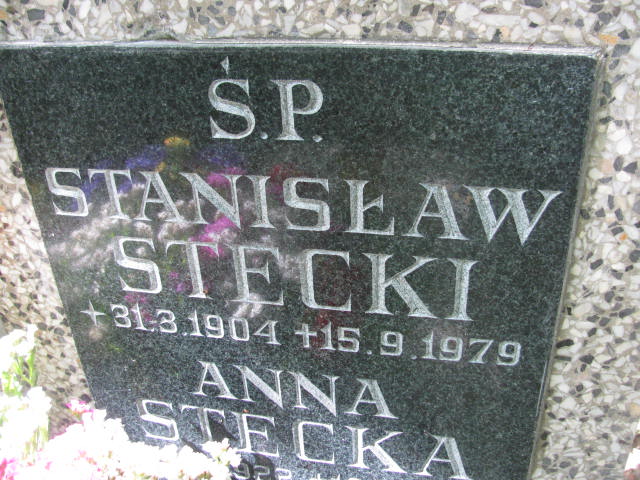 Ś.P.
STANISŁAW
STECKI
+31.3.1904 +15.9.1979
ANNA
STECKA